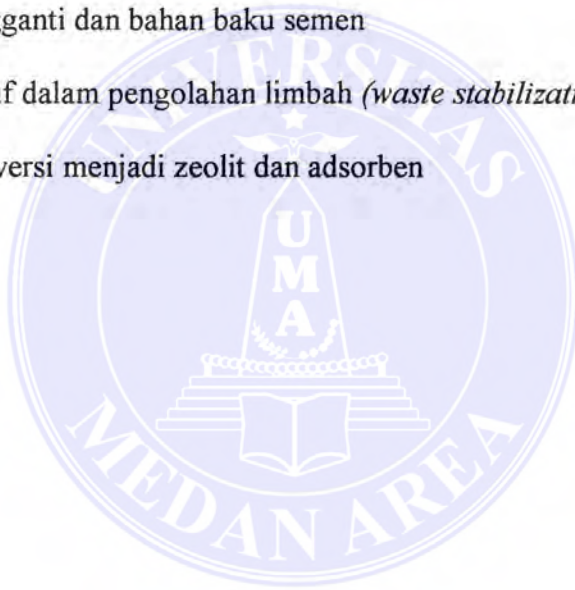 gganti dan bahan baku semen
f dalam pengolahan limbah (waste stabilizati
versi menjadi zeolit dan adsorben
UNIVERSITAS
UMA
MEDAN AREA